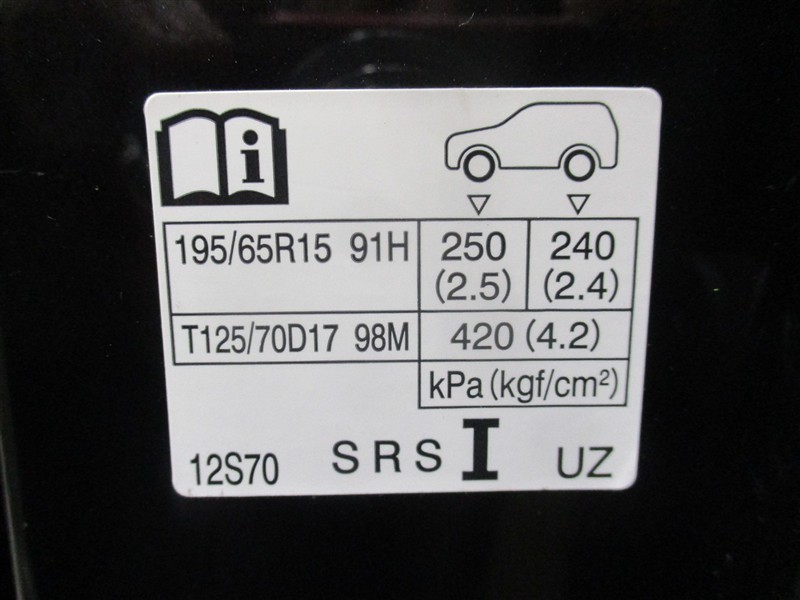 195/65R15 91H 250 (2.5) 240 (2.4)
T125/70D17 98M 420 (4.2)
kPa (kgf/cm²)
12S70 SRS I UZ